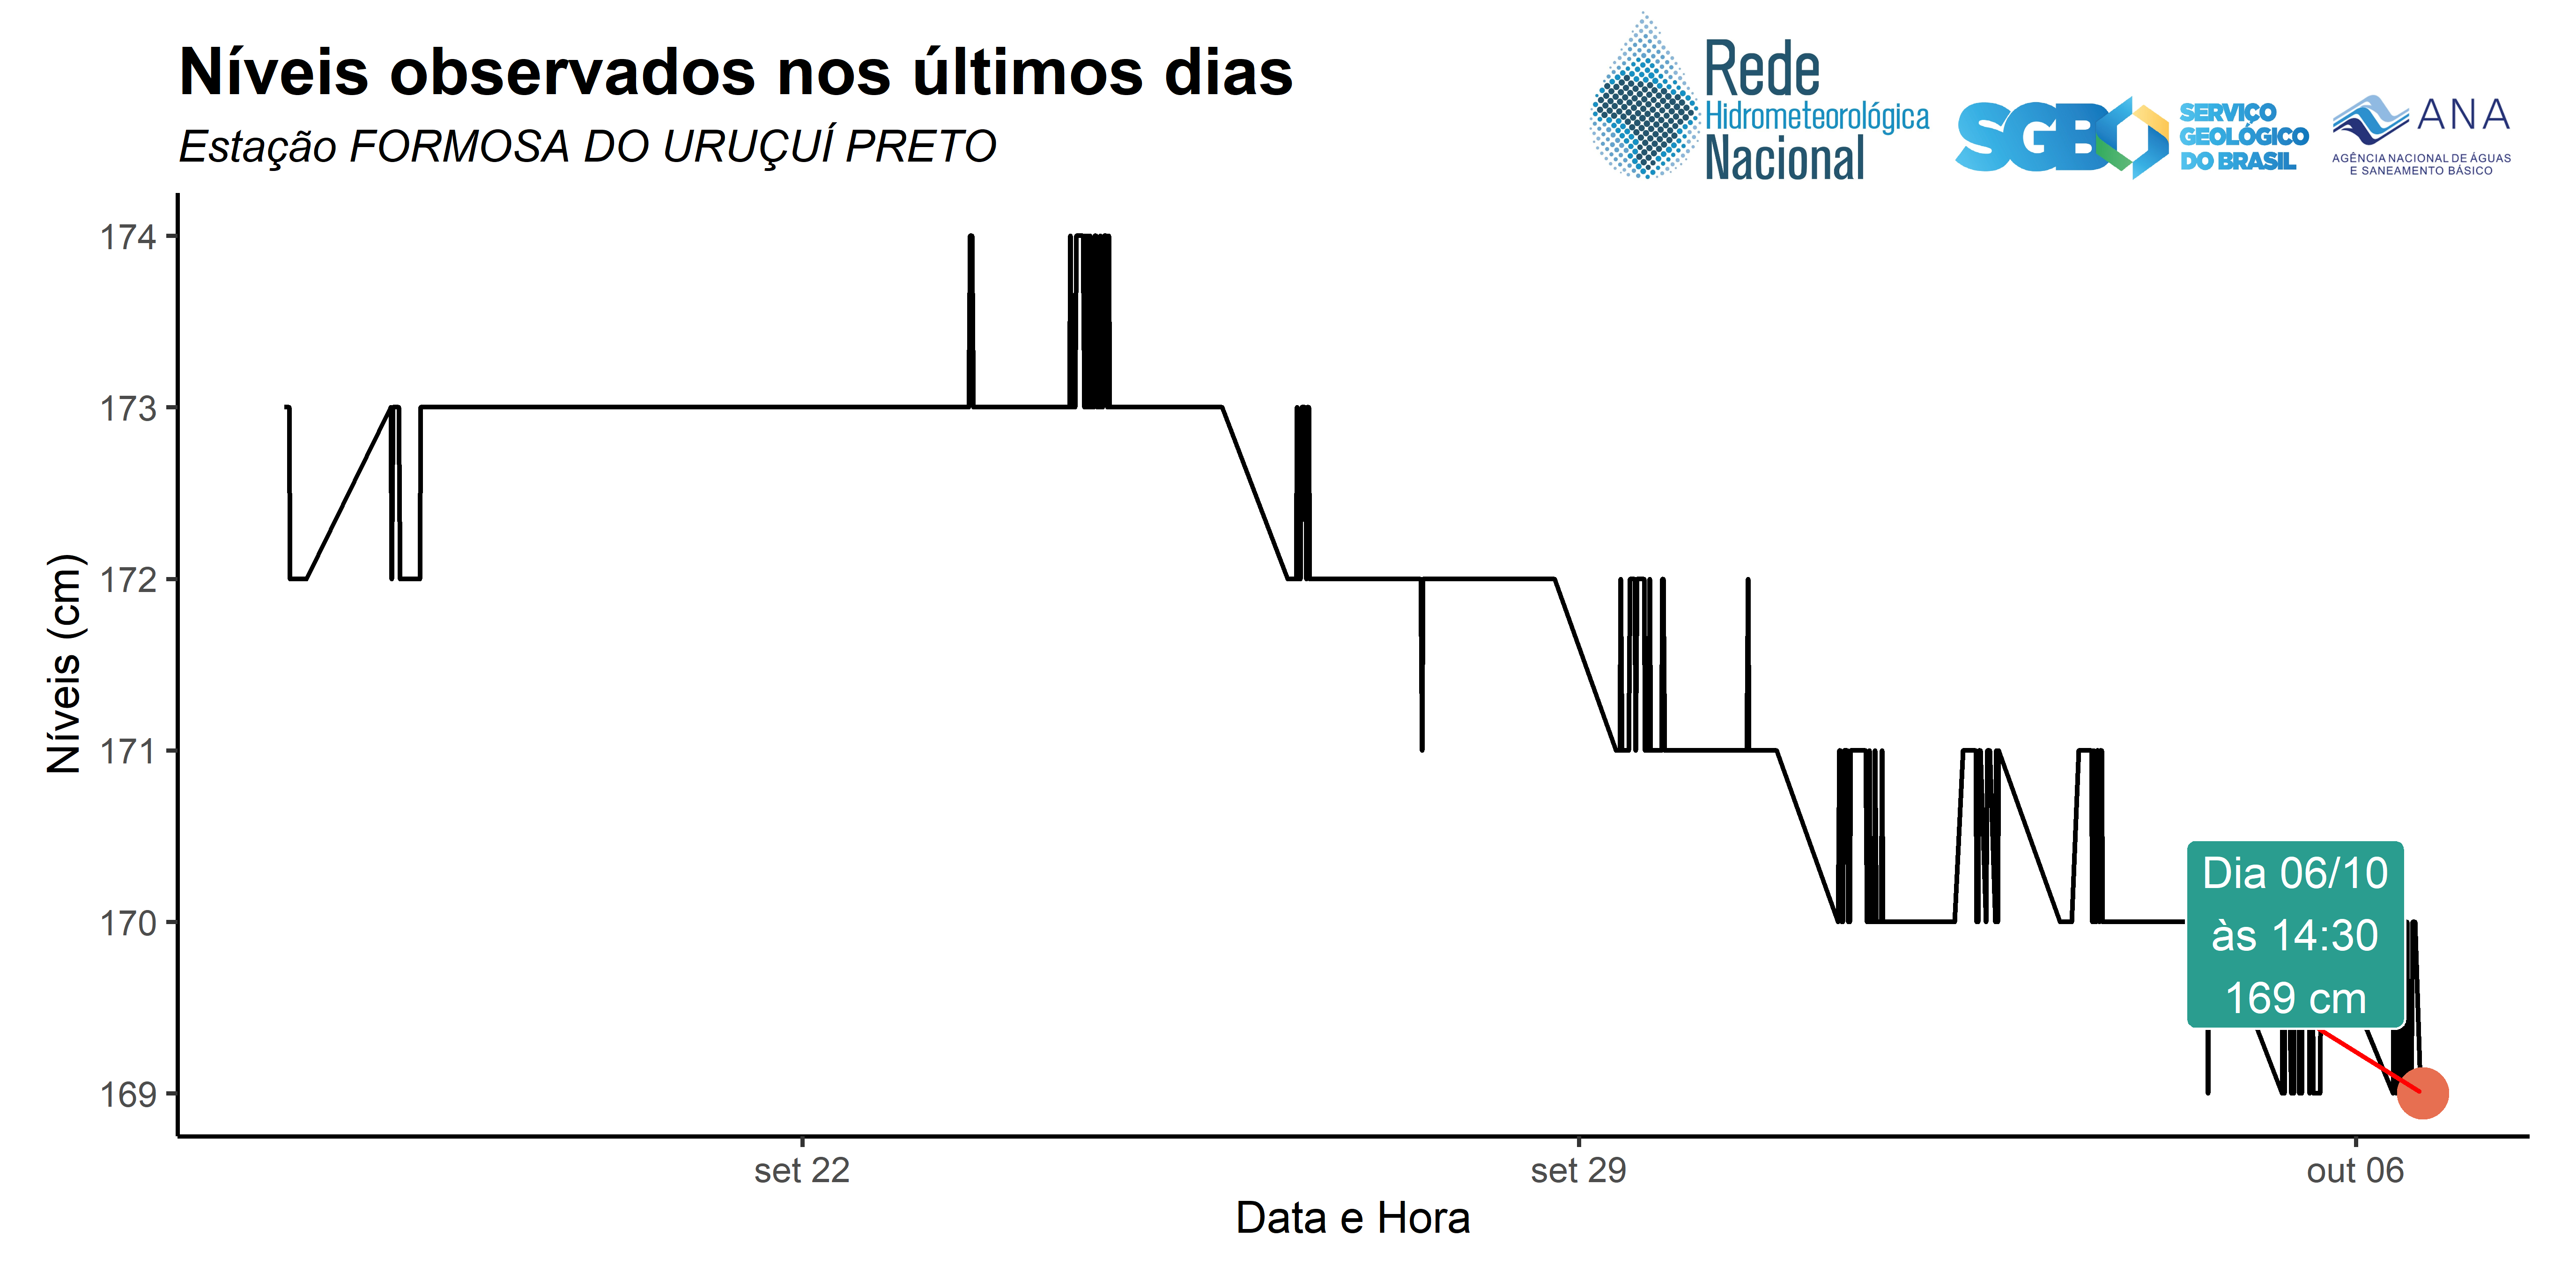 Níveis observados nos últimos dias
Estação FORMOSA DO URUÇUÍ PRETO
Rede
Hidrometeorológica
Nacional
SGB
SERVIÇO
GEOLÓGICO
DO BRASIL
ANA
AGÊNCIA NACIONAL DE ÁGUAS
E SANEAMENTO BÁSICO
Níveis (cm)
174
173
172
171
170
169
Dia 06/10
às 14:30
169 cm
set 22
set 29
out 06
Data e Hora